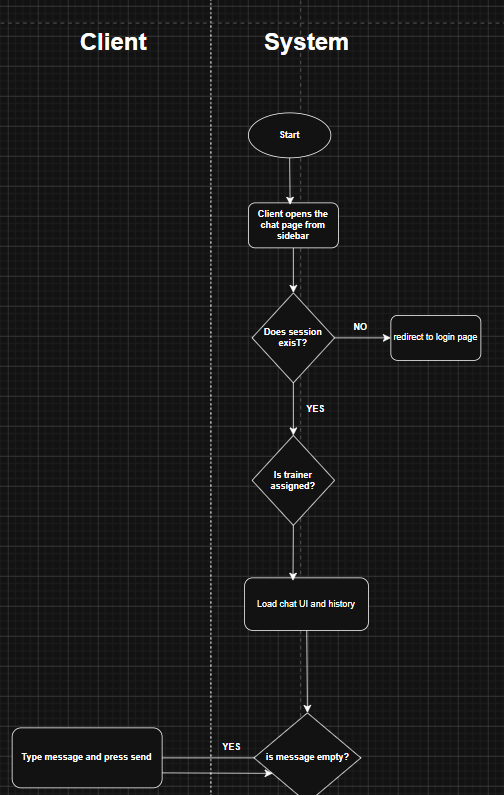 Client
System
Start
Client opens the
chat page from
sidebar
Does session
exisT?
NO
redirect to login page
YES
Is trainer
assigned?
Load chat UI and history
YES
Type message and press send
is message empty?